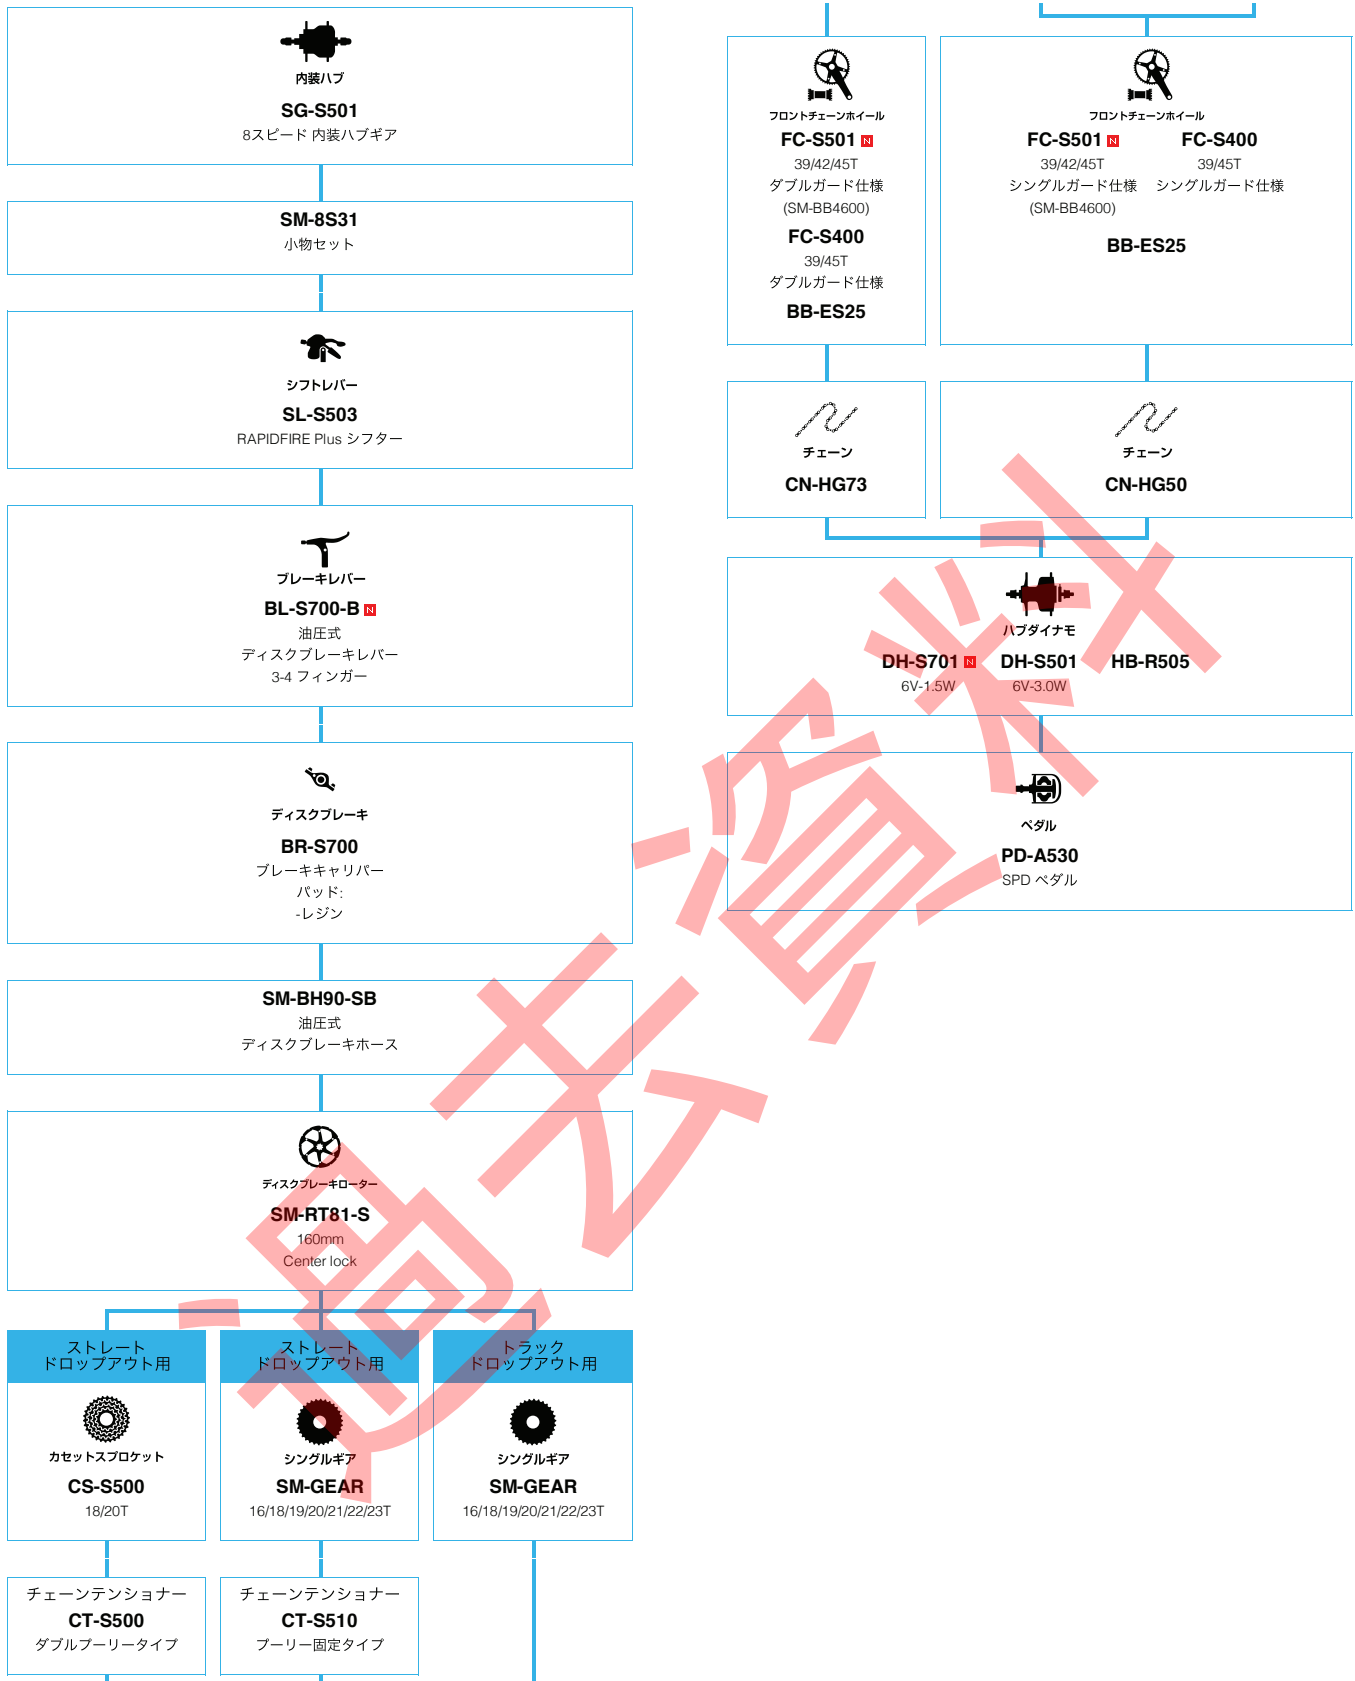 内装ハブ
SG-S501
8スピード 内装ハブギア
SM-8S31
小物セット
シフトレバー
SL-S503
RAPIDFIRE Plus シフター
ブレーキレバー
BL-S700-B N
油圧式
ディスクブレーキレバー
3-4 フィンガー
ディスクブレーキ
BR-S700
ブレーキキャリパー
パッド:
-レジン
SM-BH90-SB
油圧式
ディスクブレーキホース
ディスクブレーキローター
SM-RT81-S
160mm
Center lock
ストレート
ドロップアウト用
カセットスプロケット
CS-S500
18/20T
チェーンテンショナー
CT-S500
ダブルプーリータイプ
ストレート
ドロップアウト用
シングルギア
SM-GEAR
16/18/19/20/21/22/23T
チェーンテンショナー
CT-S510
プーリー固定タイプ
トラック
ドロップアウト用
シングルギア
SM-GEAR
16/18/19/20/21/22/23T
フロントチェーンホイール
FC-S501 N
39/42/45T
ダブルガード仕様
(SM-BB4600)
FC-S400
39/45T
ダブルガード仕様
BB-ES25
チェーン
CN-HG73
フロントチェーンホイール
FC-S501 N
39/42/45T
シングルガード仕様
(SM-BB4600)
FC-S400
39/45T
シングルガード仕様
BB-ES25
チェーン
CN-HG50
ハブダイナモ
DH-S701 N
6V-1.5W
DH-S501
6V-3.0W
HB-R505
ペダル
PD-A530
SPD ペダル
過去資料